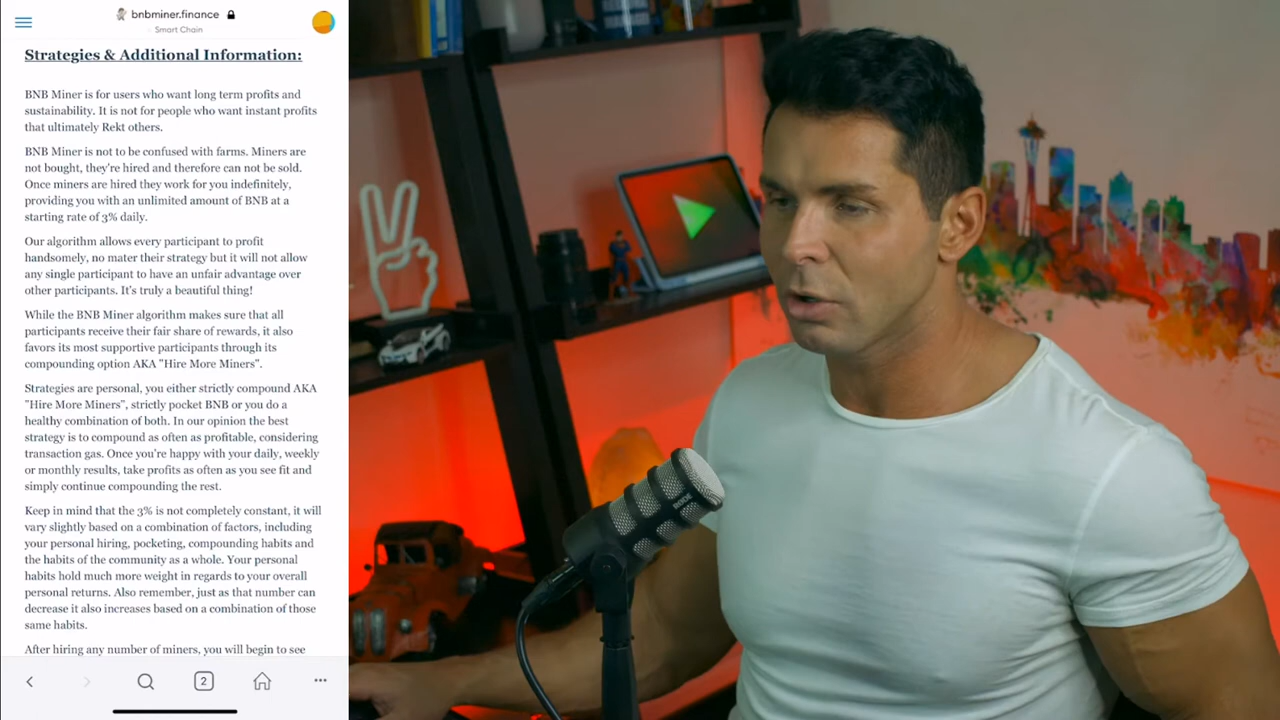 bnbminer.finance
Smart Chain
Strategies & Additional Information:
BNB Miner is for users who want long term profits and
sustainability. It is not for people who want instant profits
that ultimately Rekt others.
BNB Miner is not to be confused with farms. Miners are
not bought, they're hired and therefore can not be sold.
Once miners are hired they work for you indefinitely,
providing you with an unlimited amount of BNB at a
starting rate of 3% daily.
Our algorithm allows every participant to profit
handsomely, no mater their strategy but it will not allow
any single participant to have an unfair advantage over
other participants. It's truly a beautiful thing!
While the BNB Miner algorithm makes sure that all
participants receive their fair share of rewards, it also
favors its most supportive participants through its
compounding option AKA "Hire More Miners".
Strategies are personal, you either strictly compound AKA
"Hire More Miners", strictly pocket BNB or you do a
healthy combination of both. In our opinion the best
strategy is to compound as often as profitable, considering
transaction gas. Once you're happy with your daily, weekly
or monthly results, take profits as often as you see fit and
simply continue compounding the rest.
Keep in mind that the 3% is not completely constant, it will
vary slightly based on a combination of factors, including
your personal hiring, pocketing, compounding habits and
the habits of the community as a whole. Your personal
habits hold much more weight in regards to your overall
personal returns. Also remember, just as that number can
decrease it also increases based on a combination of those
same habits.
After hiring any number of miners, you will begin to see
2
RODE